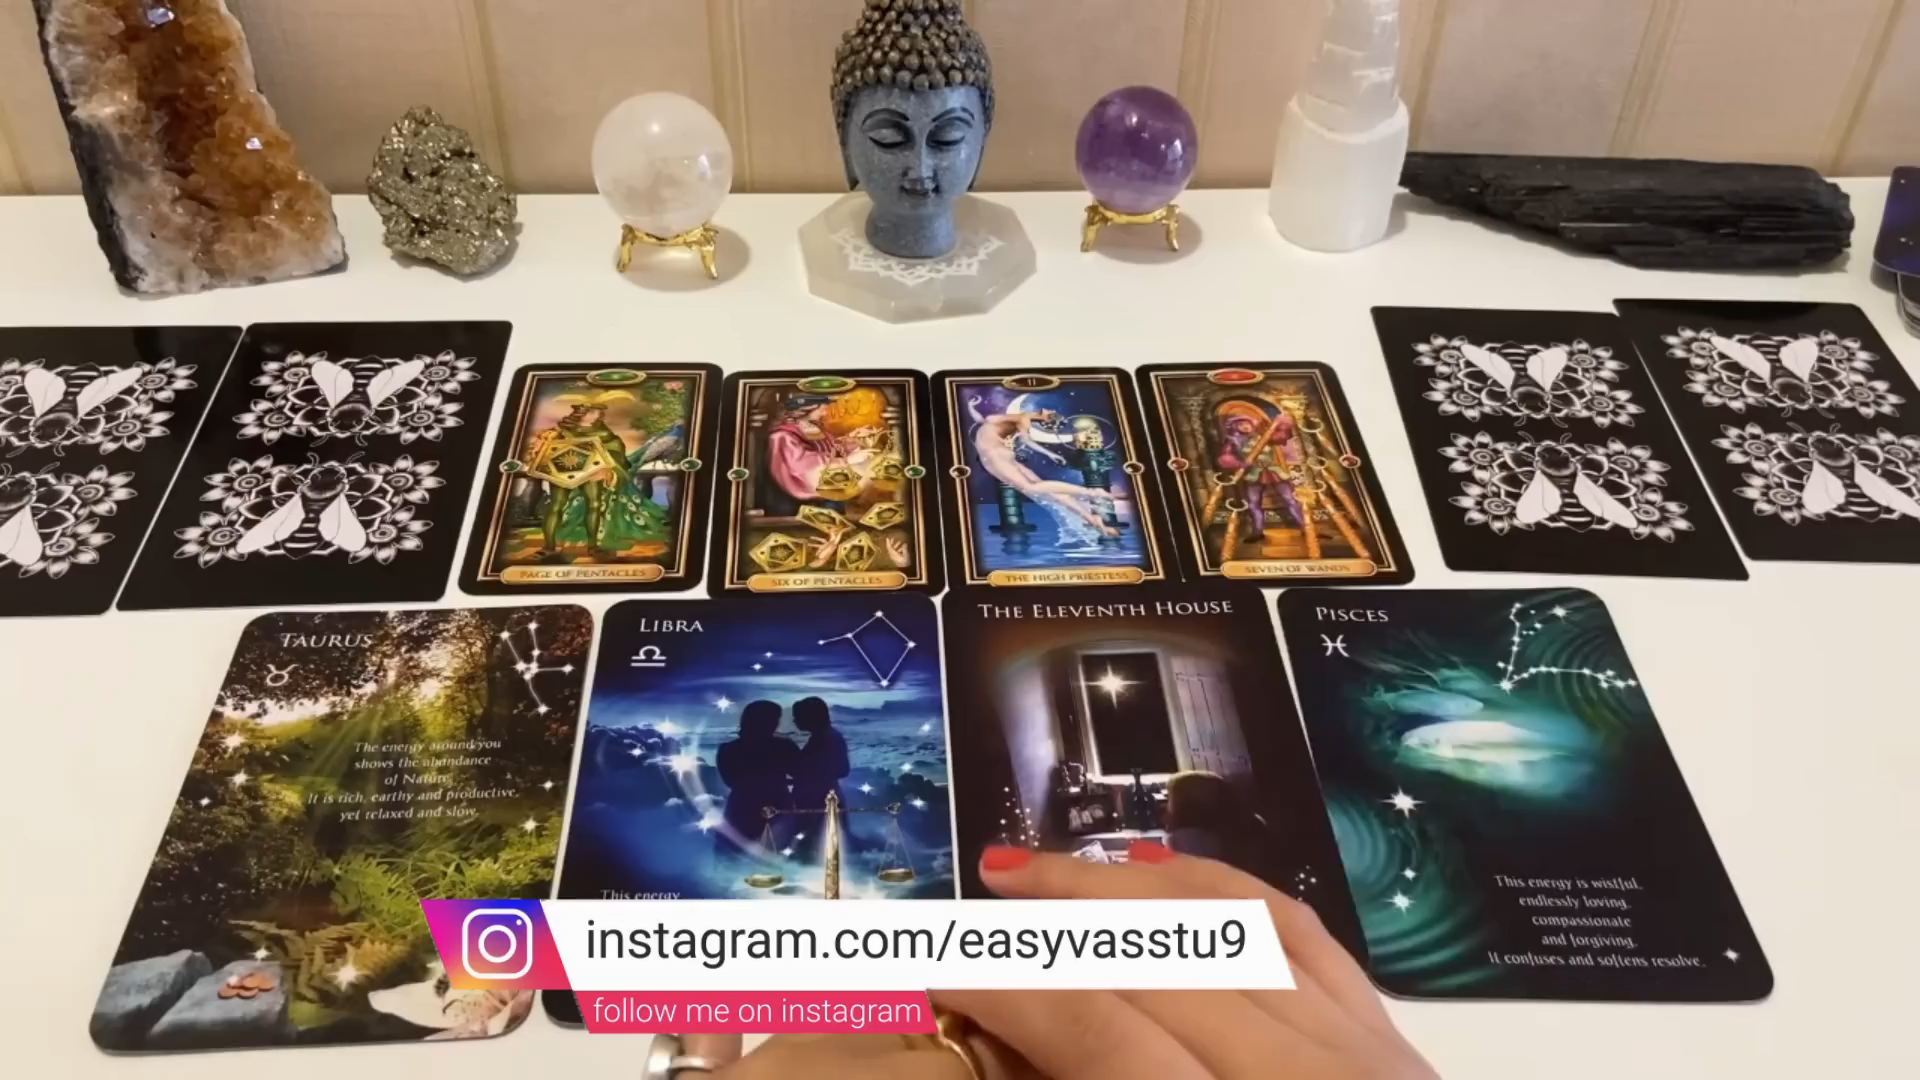 PAGE OF PENTACLES
SIX OF PENTACLES
II
THE HIGH PRIESTESS
SEVEN OF WANDS
TAURUS
The energy around you
shows the abundance
of Nature.
It is rich, earthy and productive,
yet relaxed and slow.
LIBRA
This energy
THE ELEVENTH HOUSE
PISCES
This energy is wistful,
endlessly loving,
compassionate
and forgiving.
It confuses and softens resolve.
instagram.com/easyvasstu9
follow me on instagram